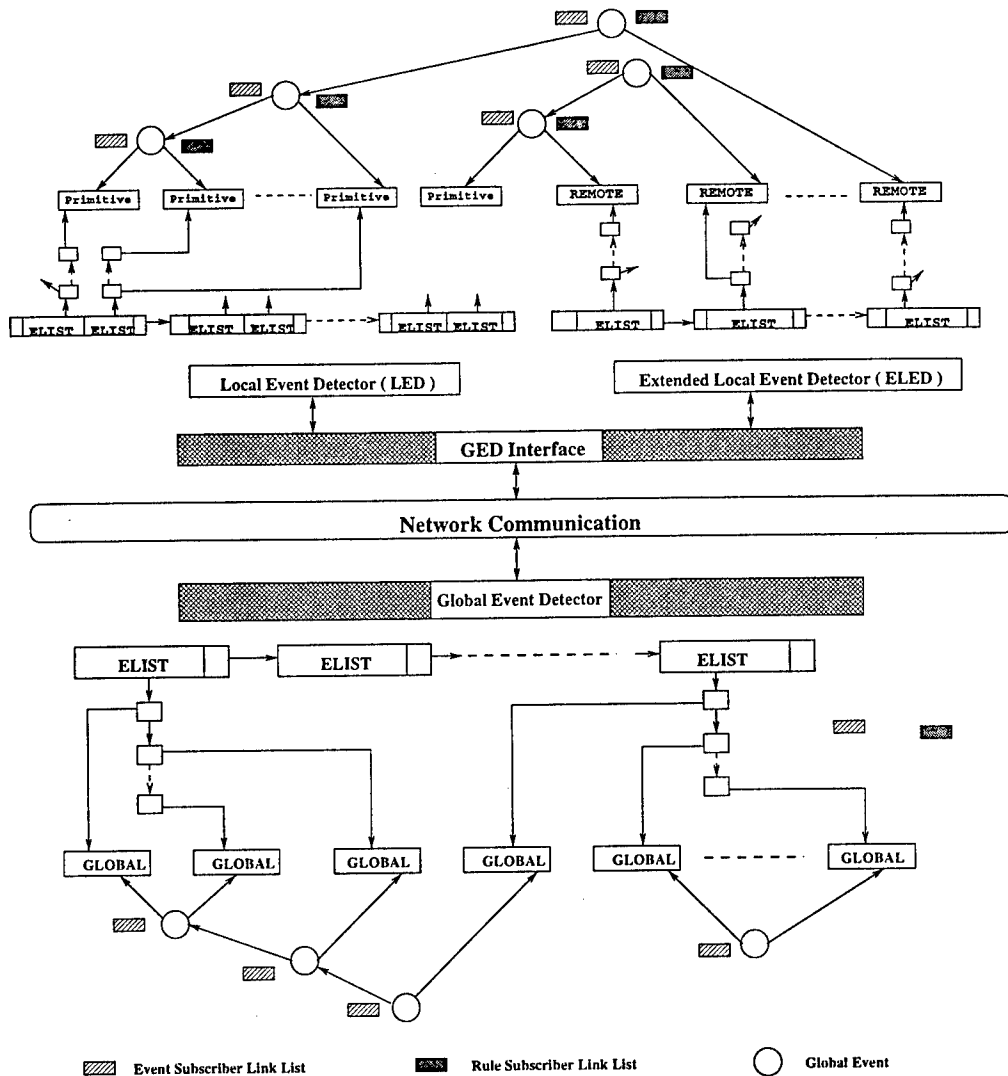 Primitive Primitive Primitive Primitive REMOTE REMOTE REMOTE
ELIST ELIST ELIST ELIST ELIST ELIST ELIST ELIST ELIST
Local Event Detector ( LED )
Extended Local Event Detector ( ELED )
GED Interface
Network Communication
Global Event Detector
ELIST ELIST ELIST
GLOBAL GLOBAL GLOBAL GLOBAL GLOBAL GLOBAL
Event Subscriber Link List Rule Subscriber Link List Global Event